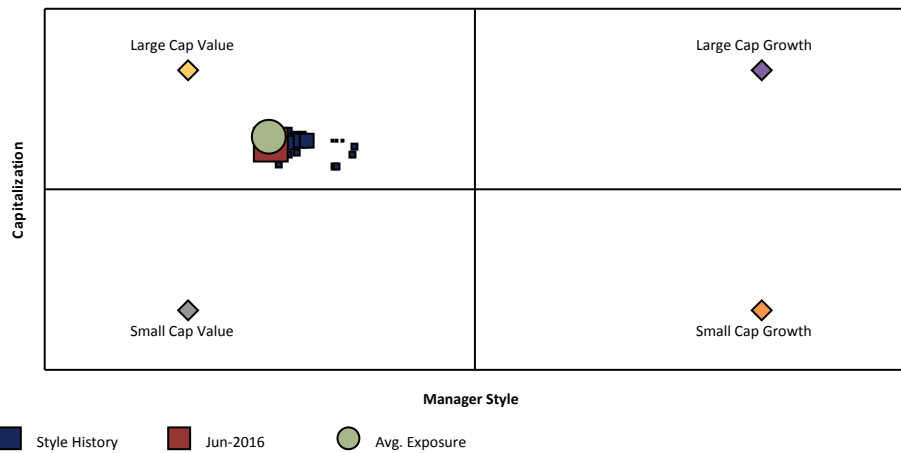 Large Cap Value
Large Cap Growth
Capitalization
Small Cap Value
Small Cap Growth
Manager Style
Style History
Jun-2016
Avg. Exposure